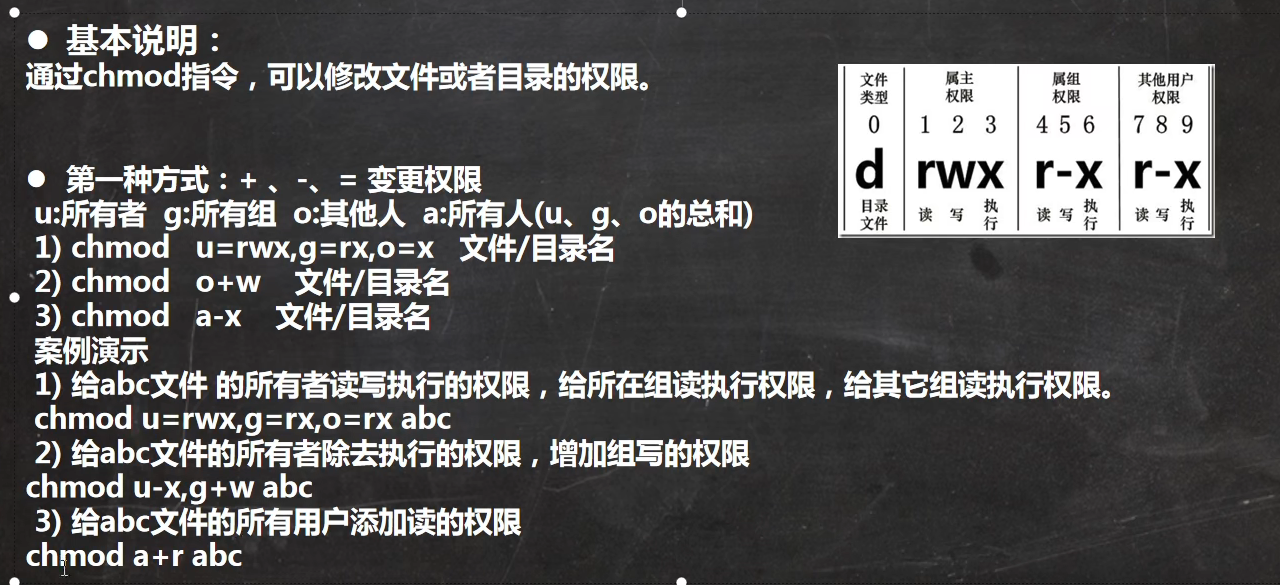 ● 基本说明：
通过chmod指令，可以修改文件或者目录的权限。
● 第一种方式：+ 、-、= 变更权限
u:所有者 g:所有组 o:其他人 a:所有人(u、g、o的总和)
1) chmod u=rwx,g=rx,o=x 文件/目录名
2) chmod o+w 文件/目录名
3) chmod a-x 文件/目录名
案例演示
1) 给abc文件 的所有者读写执行的权限，给所在组读执行权限，给其它组读执行权限。
chmod u=rwx,g=rx,o=rx abc
2) 给abc文件的所有者除去执行的权限，增加组写的权限
chmod u-x,g+w abc
3) 给abc文件的所有用户添加读的权限
chmod a+r abc
文件 属主 属组 其他用户
类型 权限 权限 权限
0 1 2 3 4 5 6 7 8 9
d rwx r-x r-x
目录 读 写 执 读 写 执 读 写 执
文件 行 行 行